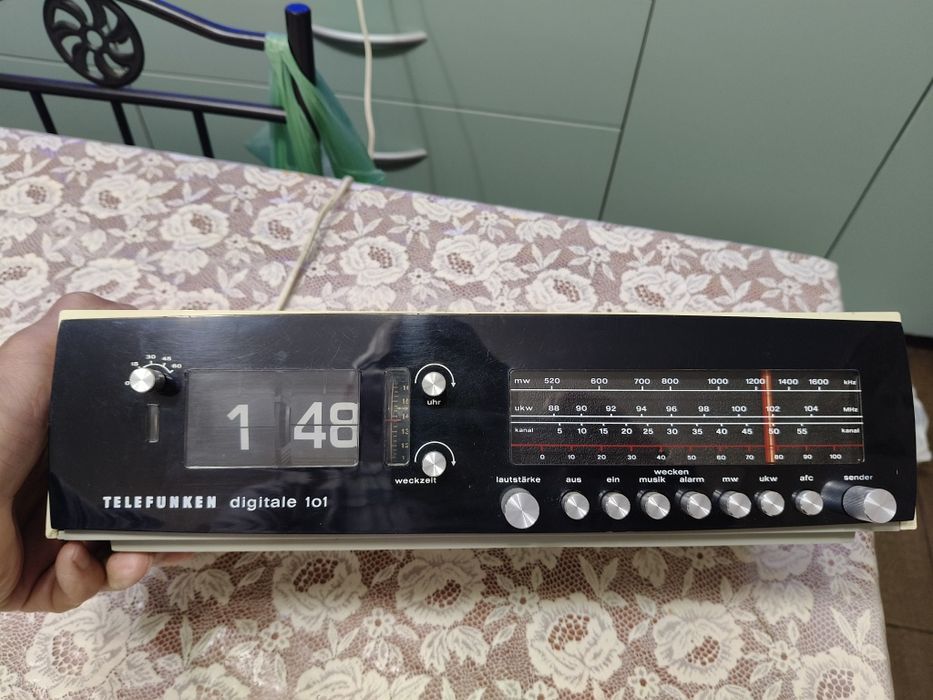 0 15 30 45 60
1 48
uhr
weckzeit
TELEFUNKEN digitale 101
mw 520 600 700 800 1000 1200 1400 1600 kHz
ukw 88 90 92 94 96 98 100 102 104 MHz
kanal 5 10 15 20 25 30 35 40 45 50 55 kanal
0 10 20 30 40 50 60 70 80 90 100
wecken
lautstärke aus ein musik alarm mw ukw afc sender